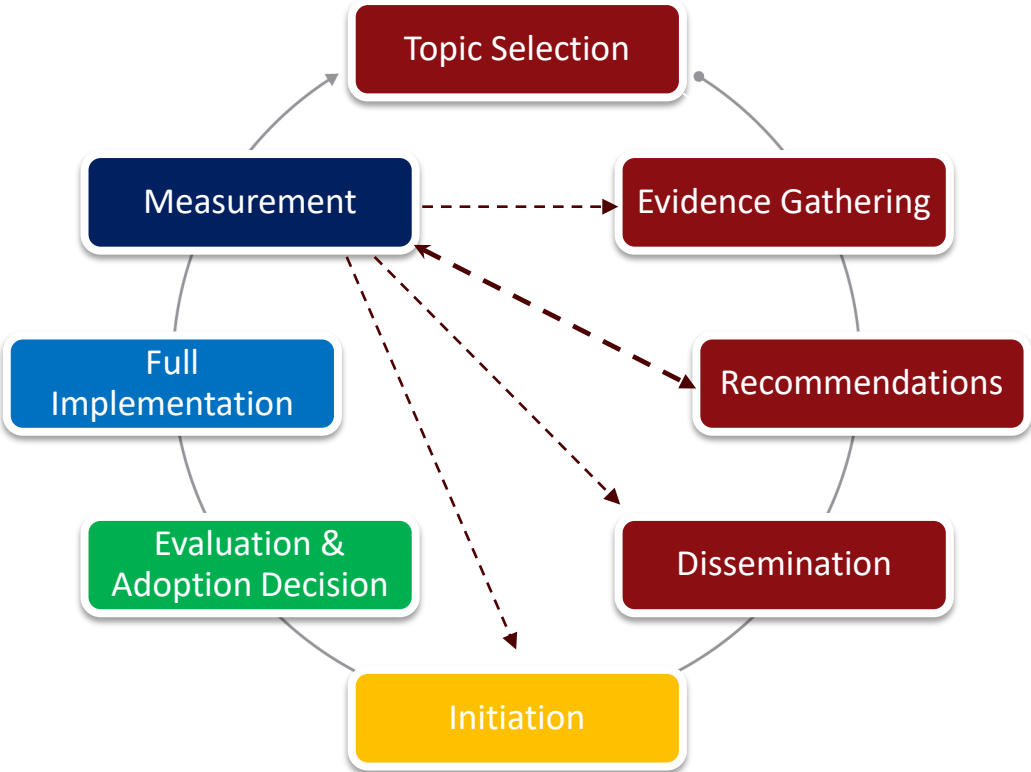 Topic Selection
Measurement
Evidence Gathering
Full
Implementation
Recommendations
Evaluation &
Adoption Decision
Dissemination
Initiation